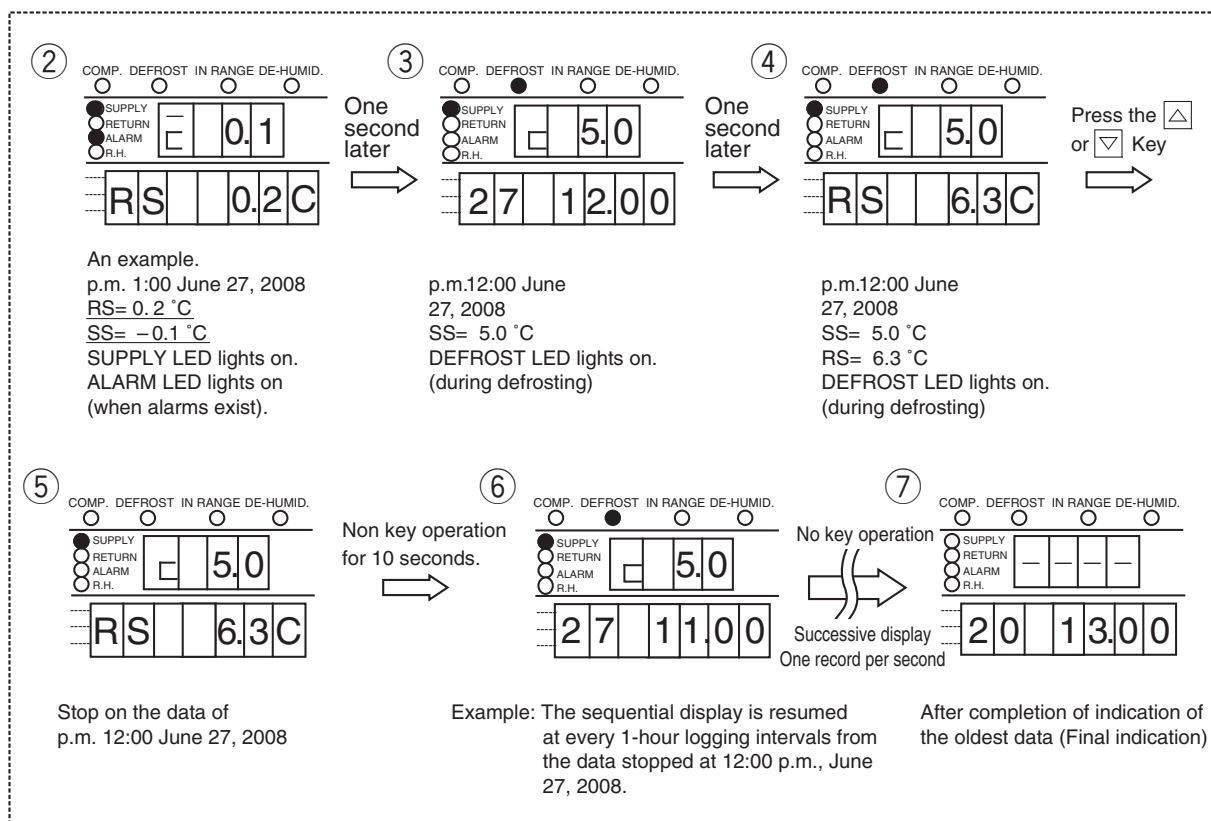 ②
COMP. DEFROST IN RANGE DE-HUMID.
SUPPLY
RETURN
ALARM
R.H.
0.1
RS 0.2C
An example.
p.m. 1:00 June 27, 2008
RS= 0. 2 ˚C
SS= −0.1 ˚C
SUPPLY LED lights on.
ALARM LED lights on
(when alarms exist).
One
second
later
③
COMP. DEFROST IN RANGE DE-HUMID.
SUPPLY
RETURN
ALARM
R.H.
5.0
27 12.00
p.m.12:00 June
27, 2008
SS= 5.0 ˚C
DEFROST LED lights on.
(during defrosting)
One
second
later
④
COMP. DEFROST IN RANGE DE-HUMID.
SUPPLY
RETURN
ALARM
R.H.
5.0
RS 6.3C
p.m.12:00 June
27, 2008
SS= 5.0 ˚C
RS= 6.3 ˚C
DEFROST LED lights on.
(during defrosting)
Press the △
or ▽ Key
⑤
COMP. DEFROST IN RANGE DE-HUMID.
SUPPLY
RETURN
ALARM
R.H.
5.0
RS 6.3C
Stop on the data of
p.m. 12:00 June 27, 2008
Non key operation
for 10 seconds.
⑥
COMP. DEFROST IN RANGE DE-HUMID.
SUPPLY
RETURN
ALARM
R.H.
5.0
27 11.00
Example: The sequential display is resumed
at every 1-hour logging intervals from
the data stopped at 12:00 p.m., June
27, 2008.
No key operation
Successive display
One record per second
⑦
COMP. DEFROST IN RANGE DE-HUMID.
SUPPLY
RETURN
ALARM
R.H.
– – – –
20 13.00
After completion of indication of
the oldest data (Final indication)